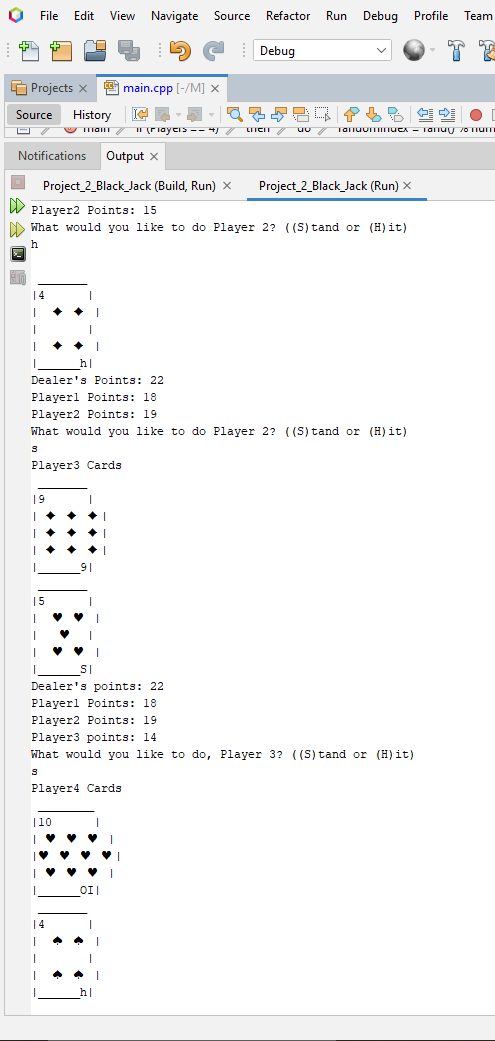 File Edit View Navigate Source Refactor Run Debug Profile Team
Debug
Projects main.cpp [-/M]
Source History
main if (Players == 4) then do randomIndex = rand() % num
Notifications Output
Project_2_Black_Jack (Build, Run) Project_2_Black_Jack (Run)
Player2 Points: 15
What would you like to do Player 2? ((S)tand or (H)it)
h
_______
|4      |
|  ♦ ♦  |
|       |
|  ♦ ♦  |
|______h|
Dealer's Points: 22
Player1 Points: 18
Player2 Points: 19
What would you like to do Player 2? ((S)tand or (H)it)
s
Player3 Cards
_______
|9      |
| ♦ ♦ ♦ |
| ♦ ♦ ♦ |
| ♦ ♦ ♦ |
|______9|
_______
|5      |
|  ♥ ♥  |
|   ♥   |
|  ♥ ♥  |
|______S|
Dealer's points: 22
Player1 Points: 18
Player2 Points: 19
Player3 points: 14
What would you like to do, Player 3? ((S)tand or (H)it)
s
Player4 Cards
________
|10      |
| ♥ ♥ ♥  |
|♥ ♥ ♥ ♥ |
| ♥ ♥ ♥  |
|______OI|
_______
|4      |
|  ♠ ♠  |
|       |
|  ♠ ♠  |
|______h|